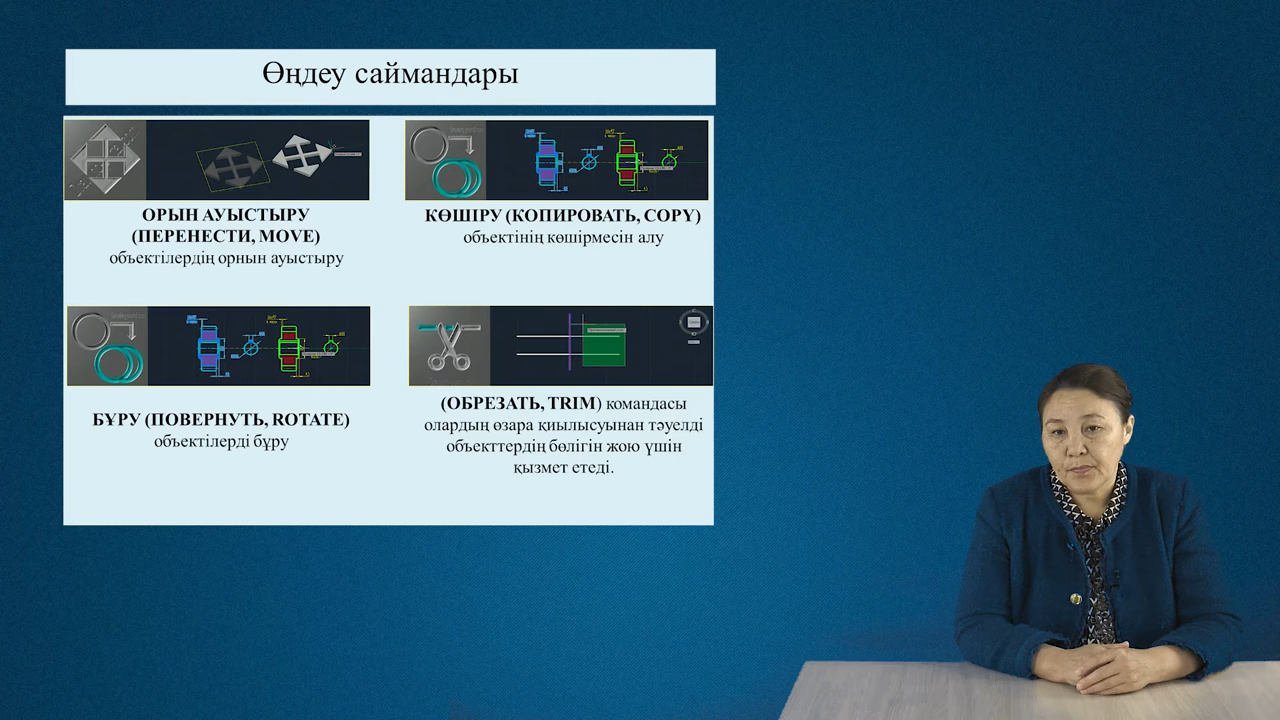 Өңдеу саймандары
ОРЫН АУЫСТЫРУ
(ПЕРЕНЕСТИ, MOVE)
объектілердің орнын ауыстыру
КӨШІРУ (КОПИРОВАТЬ, COPY)
объектінің көшірмесін алу
БҰРУ (ПОВЕРНУТЬ, ROTATE)
объектілерді бұру
(ОБРЕЗАТЬ, TRIM) командасы
олардың өзара қиылысуынан тәуелді
объекттердің бөлігін жою үшін
қызмет етеді.